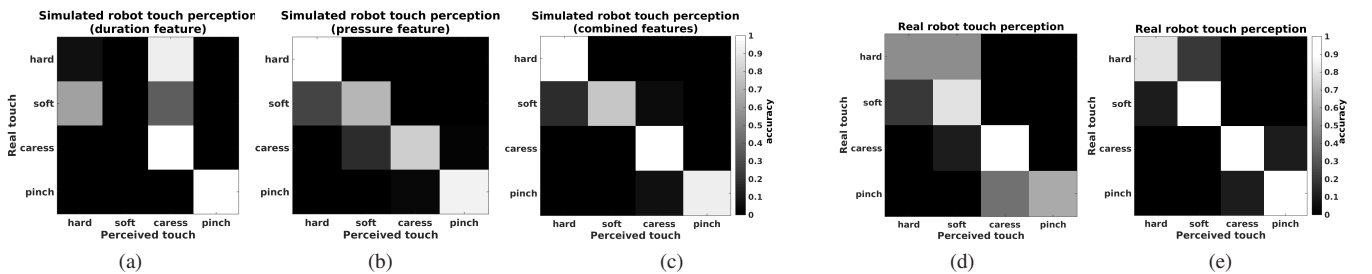 Simulated robot touch perception
(duration feature)
hard
soft
caress
pinch
Real touch
hard soft caress pinch
Perceived touch
(a)
Simulated robot touch perception
(pressure feature)
hard
soft
caress
pinch
hard soft caress pinch
Perceived touch
(b)
Simulated robot touch perception
(combined features)
hard
soft
caress
pinch
hard soft caress pinch
Perceived touch
1
0.9
0.8
0.7
0.6
0.5
0.4
0.3
0.2
0.1
0
accuracy
(c)
Real robot touch perception
hard
soft
caress
pinch
Real touch
hard soft caress pinch
Perceived touch
(d)
Real robot touch perception
hard
soft
caress
pinch
hard soft caress pinch
Perceived touch
1
0.9
0.8
0.7
0.6
0.5
0.4
0.3
0.2
0.1
0
accuracy
(e)